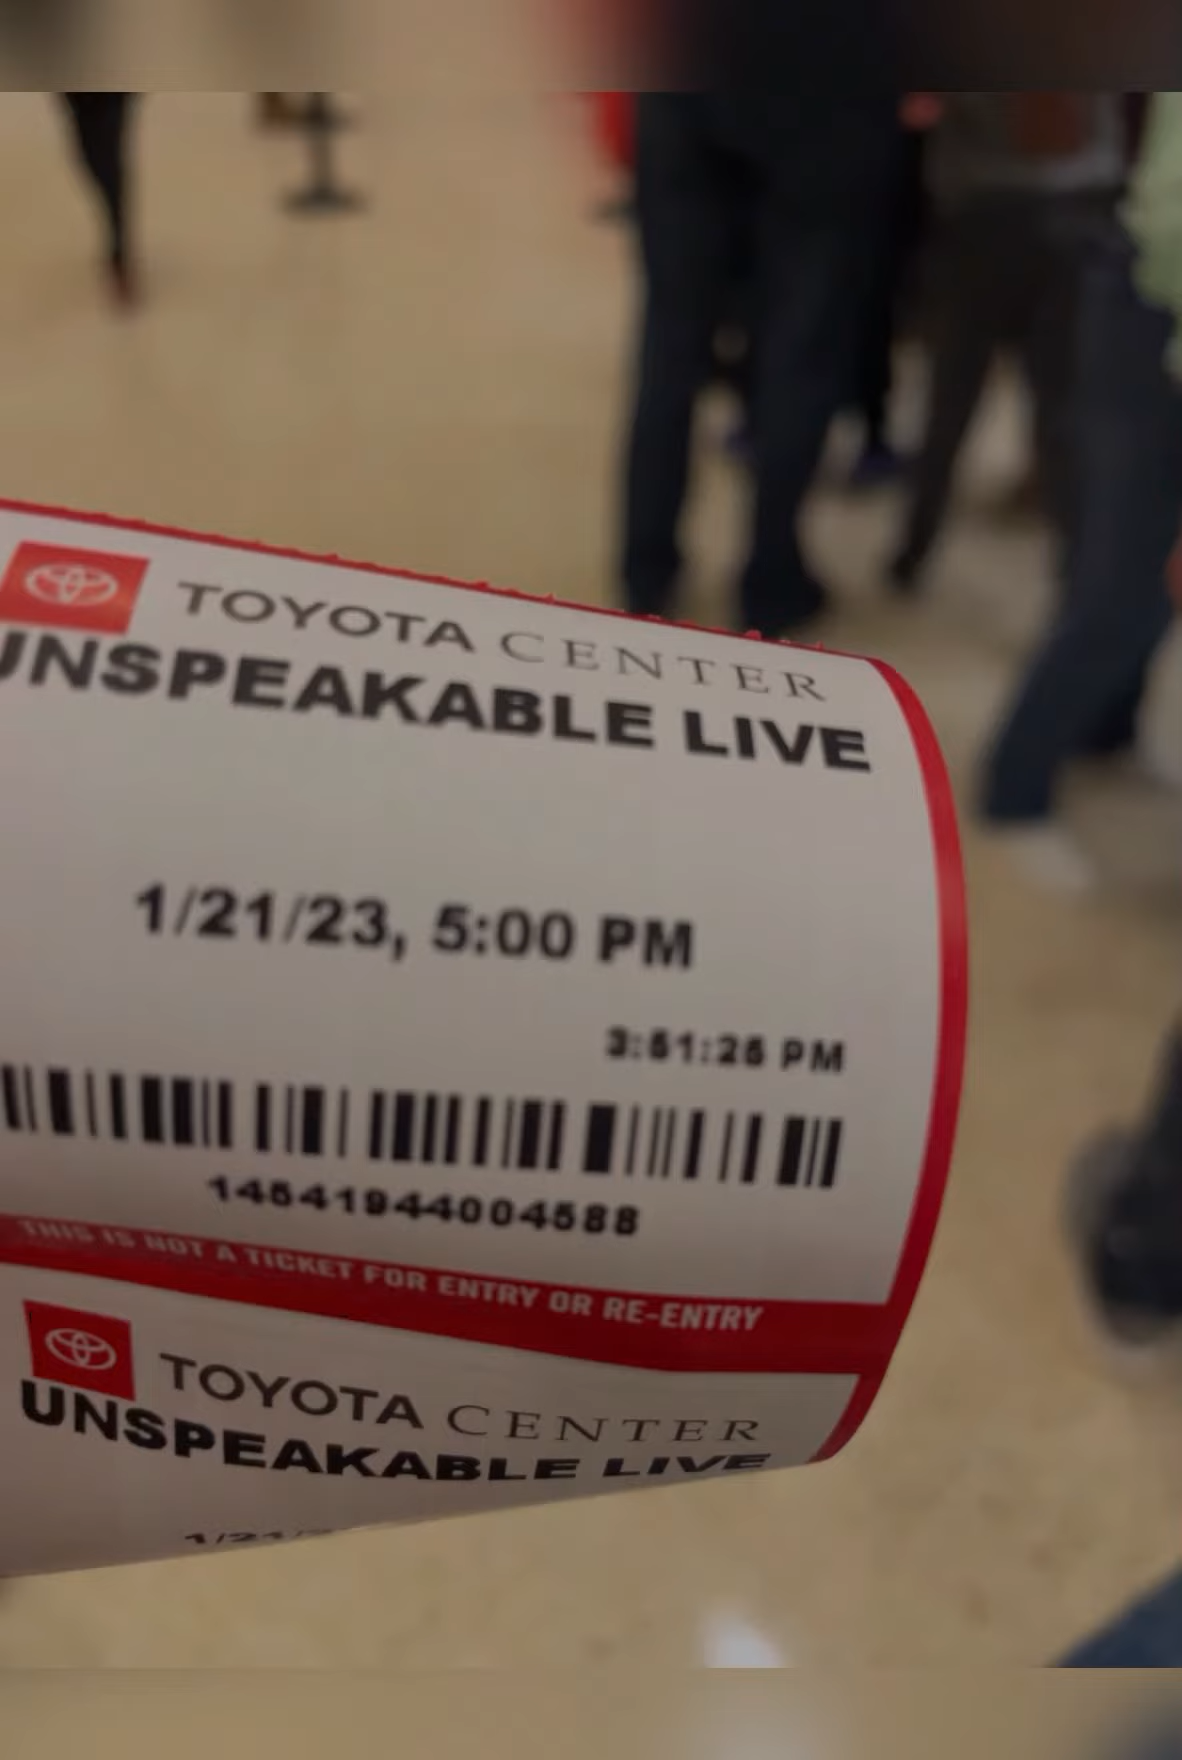 TOYOTA CENTER
UNSPEAKABLE LIVE
1/21/23, 5:00 PM
3:51:25 PM
14541944004588
THIS IS NOT A TICKET FOR ENTRY OR RE-ENTRY
TOYOTA CENTER
UNSPEAKABLE LIVE